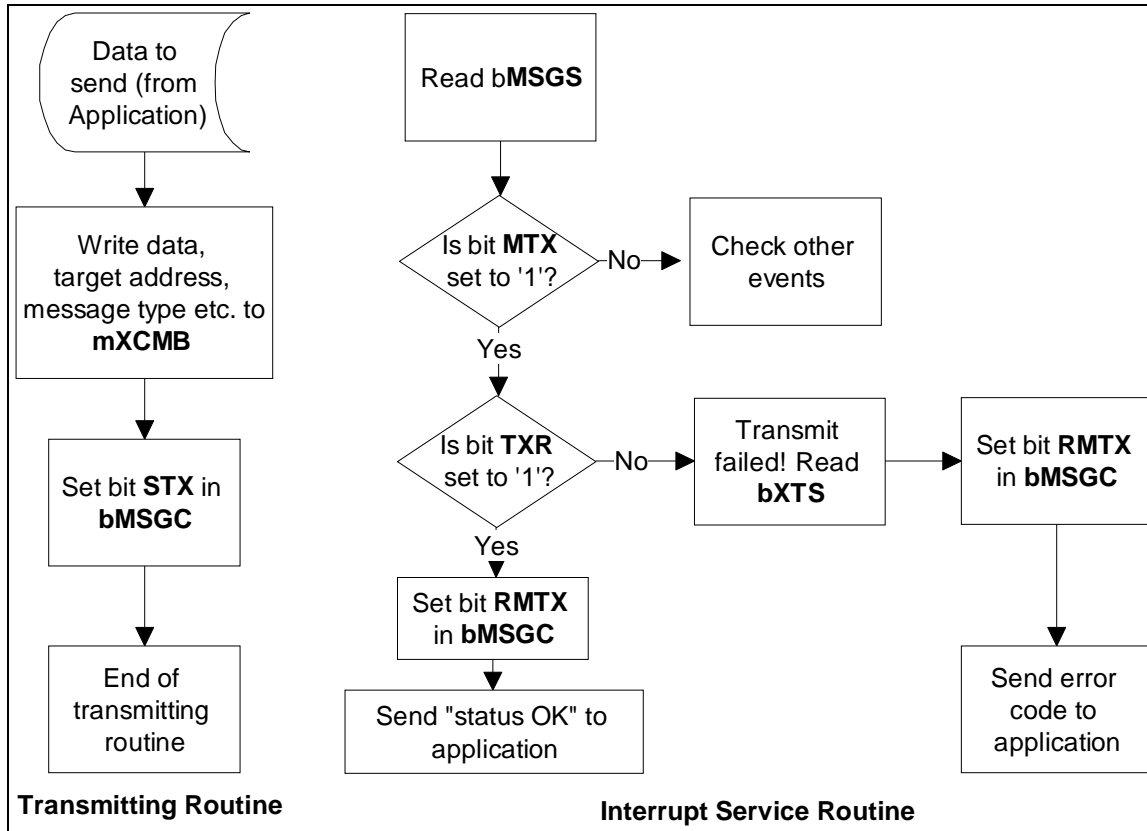 Data to
send (from
Application)
Write data,
target address,
message type etc. to
mXCMB
Set bit STX in
bMSGC
End of
transmitting
routine
Transmitting Routine
Read bMSGS
Is bit MTX
set to '1'?
No
Check other
events
Yes
Is bit TXR
set to '1'?
No
Transmit
failed! Read
bXTS
Set bit RMTX
in bMSGC
Yes
Set bit RMTX
in bMSGC
Send "status OK" to
application
Send error
code to
application
Interrupt Service Routine